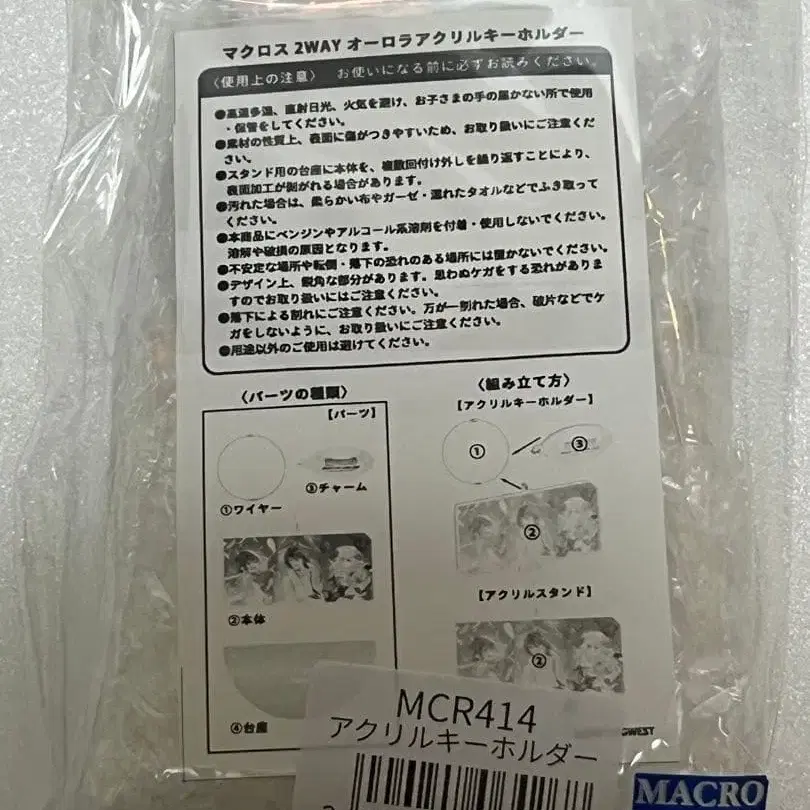 マクロス 2WAY オーロラアクリルキーホルダー
〈使用上の注意〉 お使いになる前に必ずお読みください。
●高温多湿、直射日光、火気を避け、お子さまの手の届かない所で使用
・保管をしてください。
●素材の性質上、表面に傷がつきやすいため、お取り扱いにご注意くだ
さい。
●スタンド用の台座に本体を、複数回付け外しを繰り返すことにより、
表面加工が剥がれる場合があります。
●汚れた場合は、柔らかい布やガーゼ・濡れたタオルなどでふき取って
ください。
●本商品にベンジンやアルコール系溶剤を付着・使用しないでください。
溶解や破損の原因となります。
●不安定な場所や転倒・落下の恐れのある場所には置かないでください。
●デザイン上、鋭角な部分があります。思わぬケガをする恐れがありま
すのでお取り扱いにはご注意ください。
●落下による割れにご注意ください。万が一割れた場合、破片などでケ
ガをしないように、お取り扱いにご注意ください。
●用途以外のご使用は避けてください。
〈パーツの種類〉
【パーツ】
①ワイヤー
③チャーム
②本体
④台座
〈組み立て方〉
【アクリルキーホルダー】
①
③
②
【アクリルスタンド】
②
GWEST
MCR414
アクリルキーホルダー
MACRO